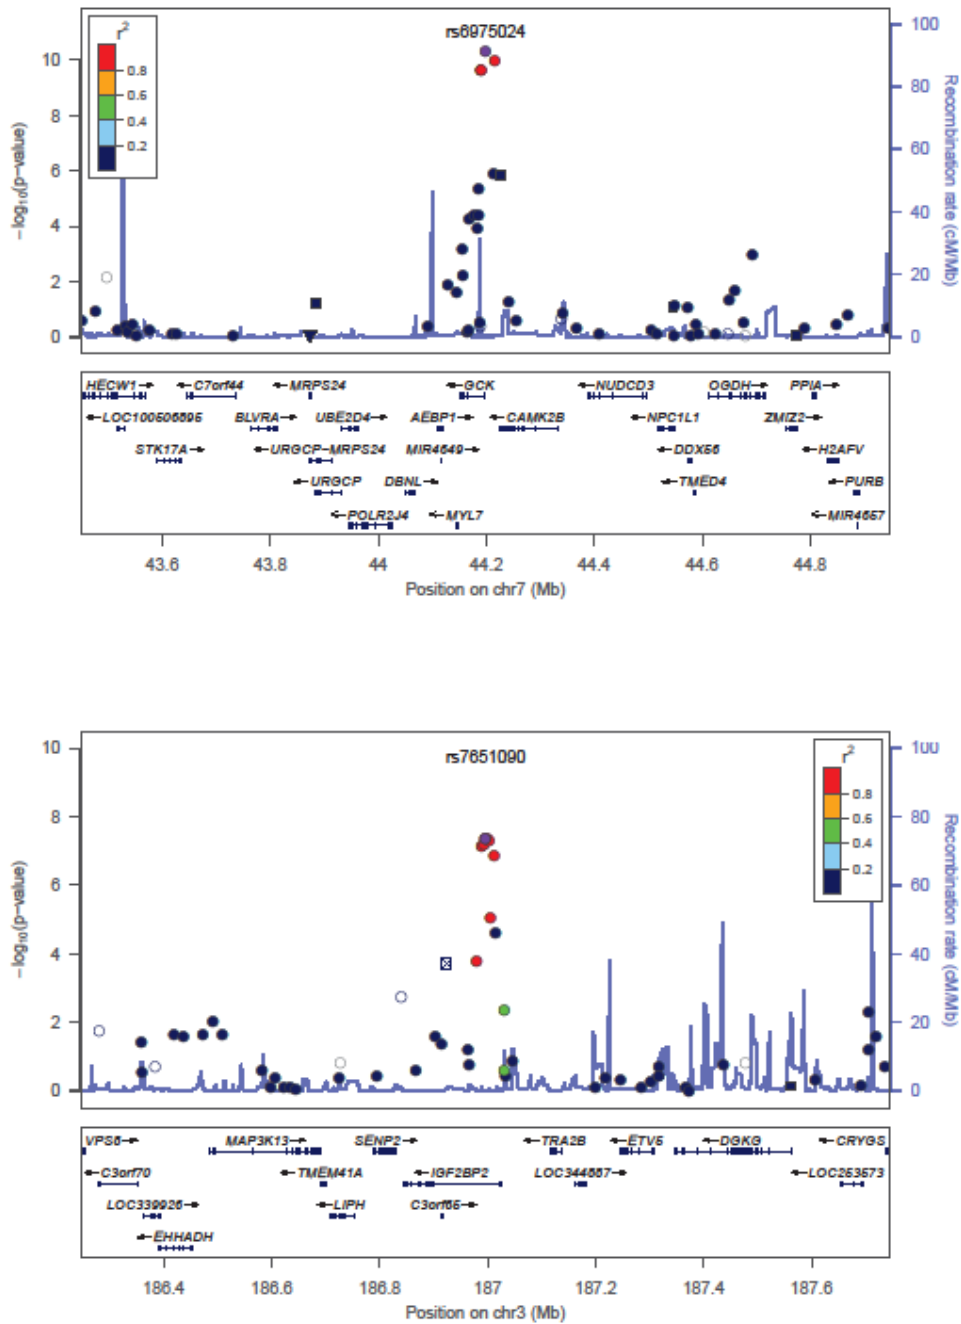 rs6975024
r2
0.8
0.6
0.4
0.2
10
8
6
4
2
0
−log10(p−value)
100
80
60
40
20
0
Recombination rate (cM/Mb)
HECW1 C7orf44 MRPS24 GCK NUDCD3 OGDH PPIA
LOC100506895 BLVRA UBE2D4 AEBP1 CAMK2B NPC1L1 ZMIZ2
STK17A URGCP−MRPS24 MIR4649 DDX56 H2AFV
URGCP DBNL TMED4 PURB
POLR2J4 MYL7 MIR4657
43.6 43.8 44 44.2 44.4 44.6 44.8
Position on chr7 (Mb)
rs7651090
r2
0.8
0.6
0.4
0.2
10
8
6
4
2
0
−log10(p−value)
100
80
60
40
20
0
Recombination rate (cM/Mb)
VPS8 MAP3K13 SENP2 TRA2B ETV5 DGKG CRYGS
C3orf70 TMEM41A IGF2BP2 LOC344887 LOC253573
LOC339926 LIPH C3orf65
EHHADH
186.4 186.6 186.8 187 187.2 187.4 187.6
Position on chr3 (Mb)